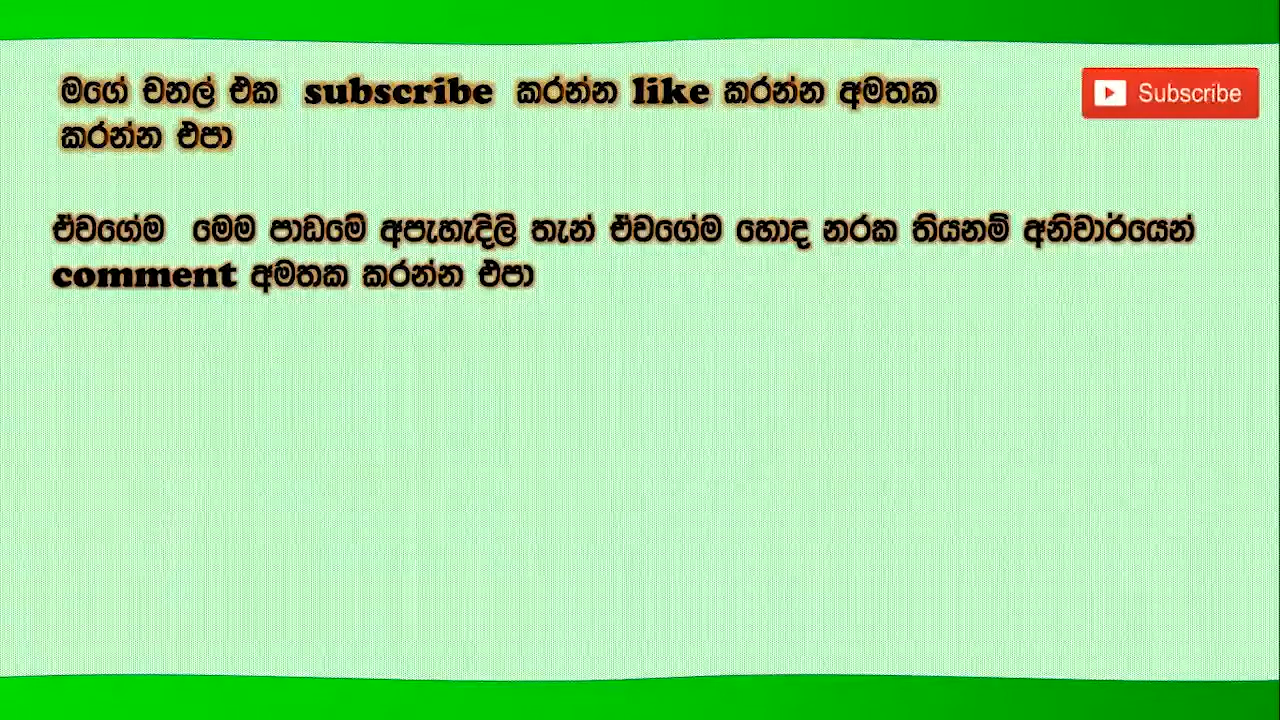 මගේ චනල් එක subscribe කරන්න like කරන්න අමතක
කරන්න එපා
Subscribe
ඒවගේම මෙම පාඩමේ අපැහැදිලි තැන් ඒවගේම හොද නරක තියනම් අනිවාර්යෙන්
comment අමතක කරන්න එපා